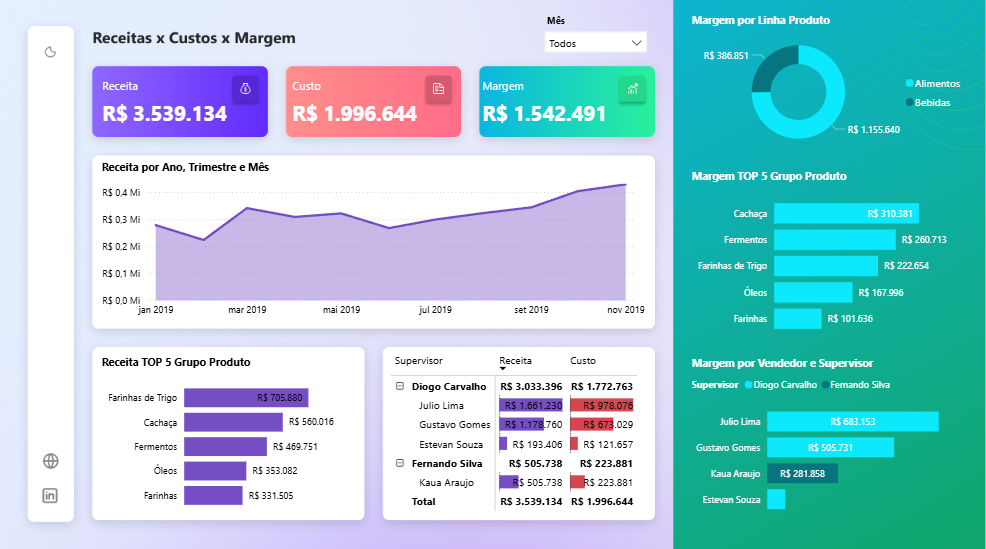 Receitas x Custos x Margem
Mês
Todos
Receita
R$ 3.539.134
Custo
R$ 1.996.644
Margem
R$ 1.542.491
Receita por Ano, Trimestre e Mês
R$ 0,4 Mi
R$ 0,3 Mi
R$ 0,2 Mi
R$ 0,1 Mi
R$ 0,0 Mi
jan 2019 mar 2019 mai 2019 jul 2019 set 2019 nov 2019
Receita TOP 5 Grupo Produto
Farinhas de Trigo R$ 705.880
Cachaça R$ 560.016
Fermentos R$ 469.751
Óleos R$ 353.082
Farinhas R$ 331.505
Supervisor Receita Custo
Diogo Carvalho R$ 3.033.396 R$ 1.772.763
Julio Lima R$ 1.661.230 R$ 978.076
Gustavo Gomes R$ 1.178.760 R$ 673.029
Estevan Souza R$ 193.406 R$ 121.657
Fernando Silva R$ 505.738 R$ 223.881
Kaua Araujo R$ 505.738 R$ 223.881
Total R$ 3.539.134 R$ 1.996.644
Margem por Linha Produto
R$ 386.851
Alimentos
Bebidas
R$ 1.155.640
Margem TOP 5 Grupo Produto
Cachaça R$ 310.381
Fermentos R$ 260.713
Farinhas de Trigo R$ 222.654
Óleos R$ 167.996
Farinhas R$ 101.636
Margem por Vendedor e Supervisor
Supervisor Diogo Carvalho Fernando Silva
Julio Lima R$ 683.153
Gustavo Gomes R$ 505.731
Kaua Araujo R$ 281.858
Estevan Souza
in